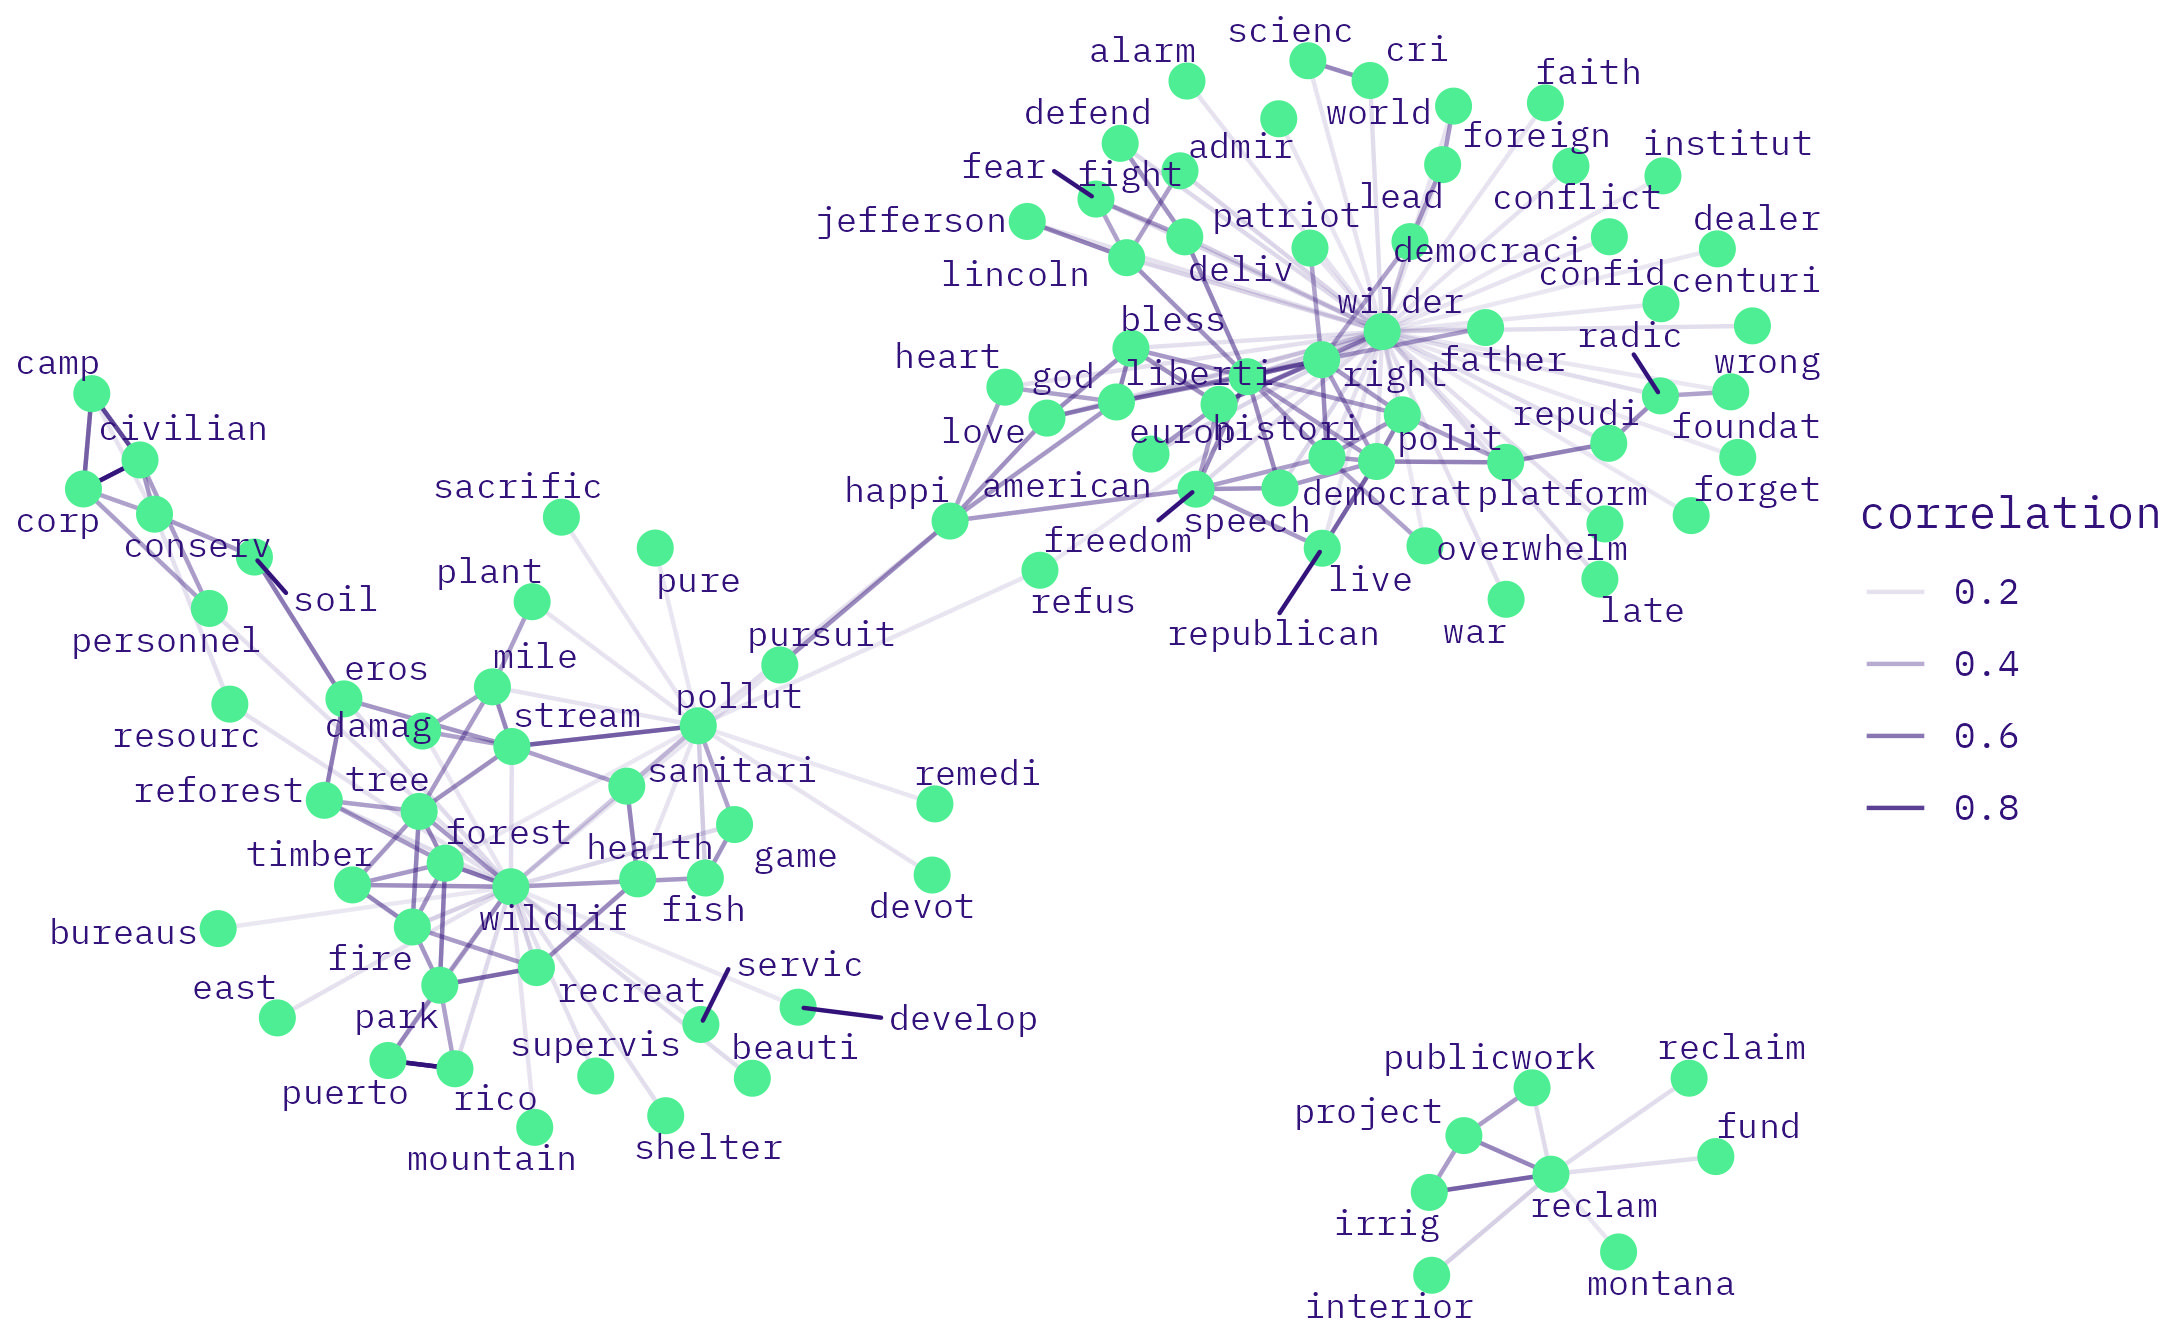 scienc
alarm
cri
faith
defend
world
foreign
institut
admir
fear
fight
lead
conflict
jefferson
patriot
dealer
democraci
lincoln
deliv
confid
centuri
wilder
bless
radic
heart
god
liberti
right
father
wrong
love
europ
histori
polit
repudi
foundat
happi
american
democrat
platform
forget
freedom
speech
overwhelm
republican
live
refus
war
late
camp
civilian
corp
conserv
soil
personnel
sacrific
plant
pure
pursuit
eros
mile
pollut
resourc
damag
stream
reforest
tree
sanitari
remedi
timber
forest
health
game
bureaus
wildlif
fish
devot
fire
east
recreat
servic
develop
park
supervis
beauti
puerto
rico
mountain
shelter
publicwork
reclaim
project
fund
irrig
reclam
interior
montana
correlation
0.2
0.4
0.6
0.8